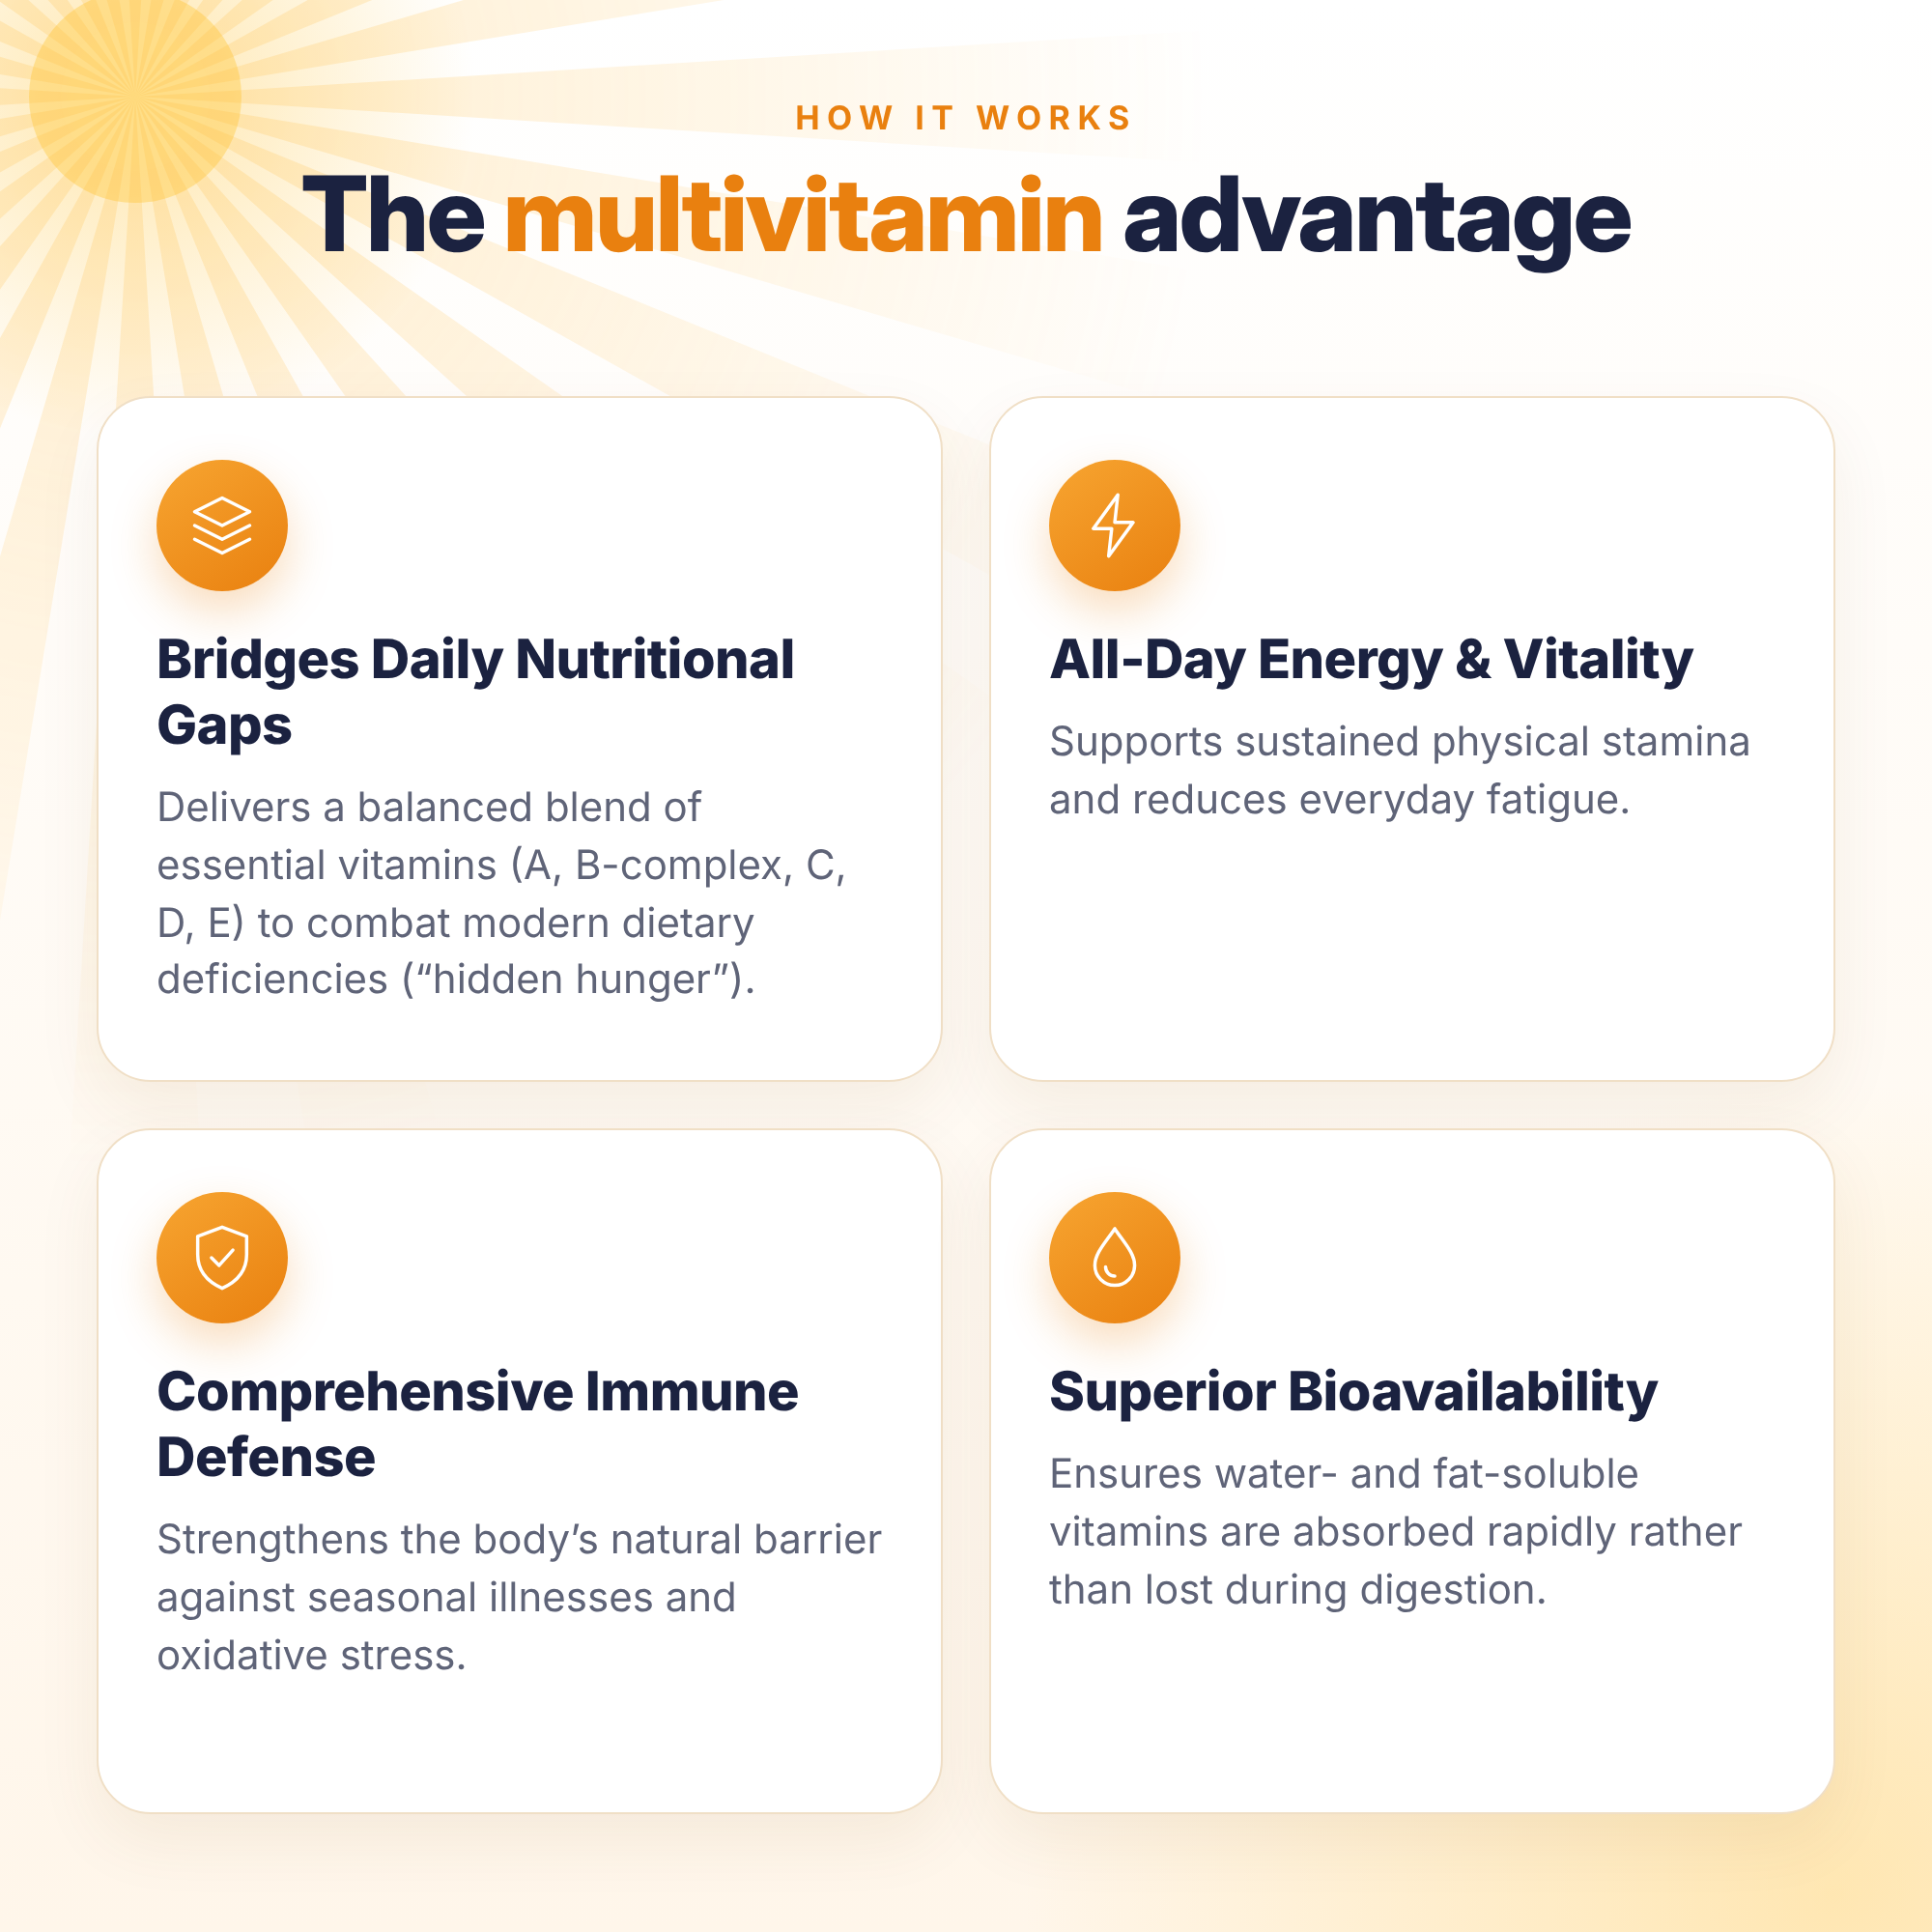 HOW IT WORKS
The multivitamin advantage
Bridges Daily Nutritional
Gaps
Delivers a balanced blend of
essential vitamins (A, B-complex, C,
D, E) to combat modern dietary
deficiencies (“hidden hunger”).
All-Day Energy & Vitality
Supports sustained physical stamina
and reduces everyday fatigue.
Comprehensive Immune
Defense
Strengthens the body’s natural barrier
against seasonal illnesses and
oxidative stress.
Superior Bioavailability
Ensures water- and fat-soluble
vitamins are absorbed rapidly rather
than lost during digestion.